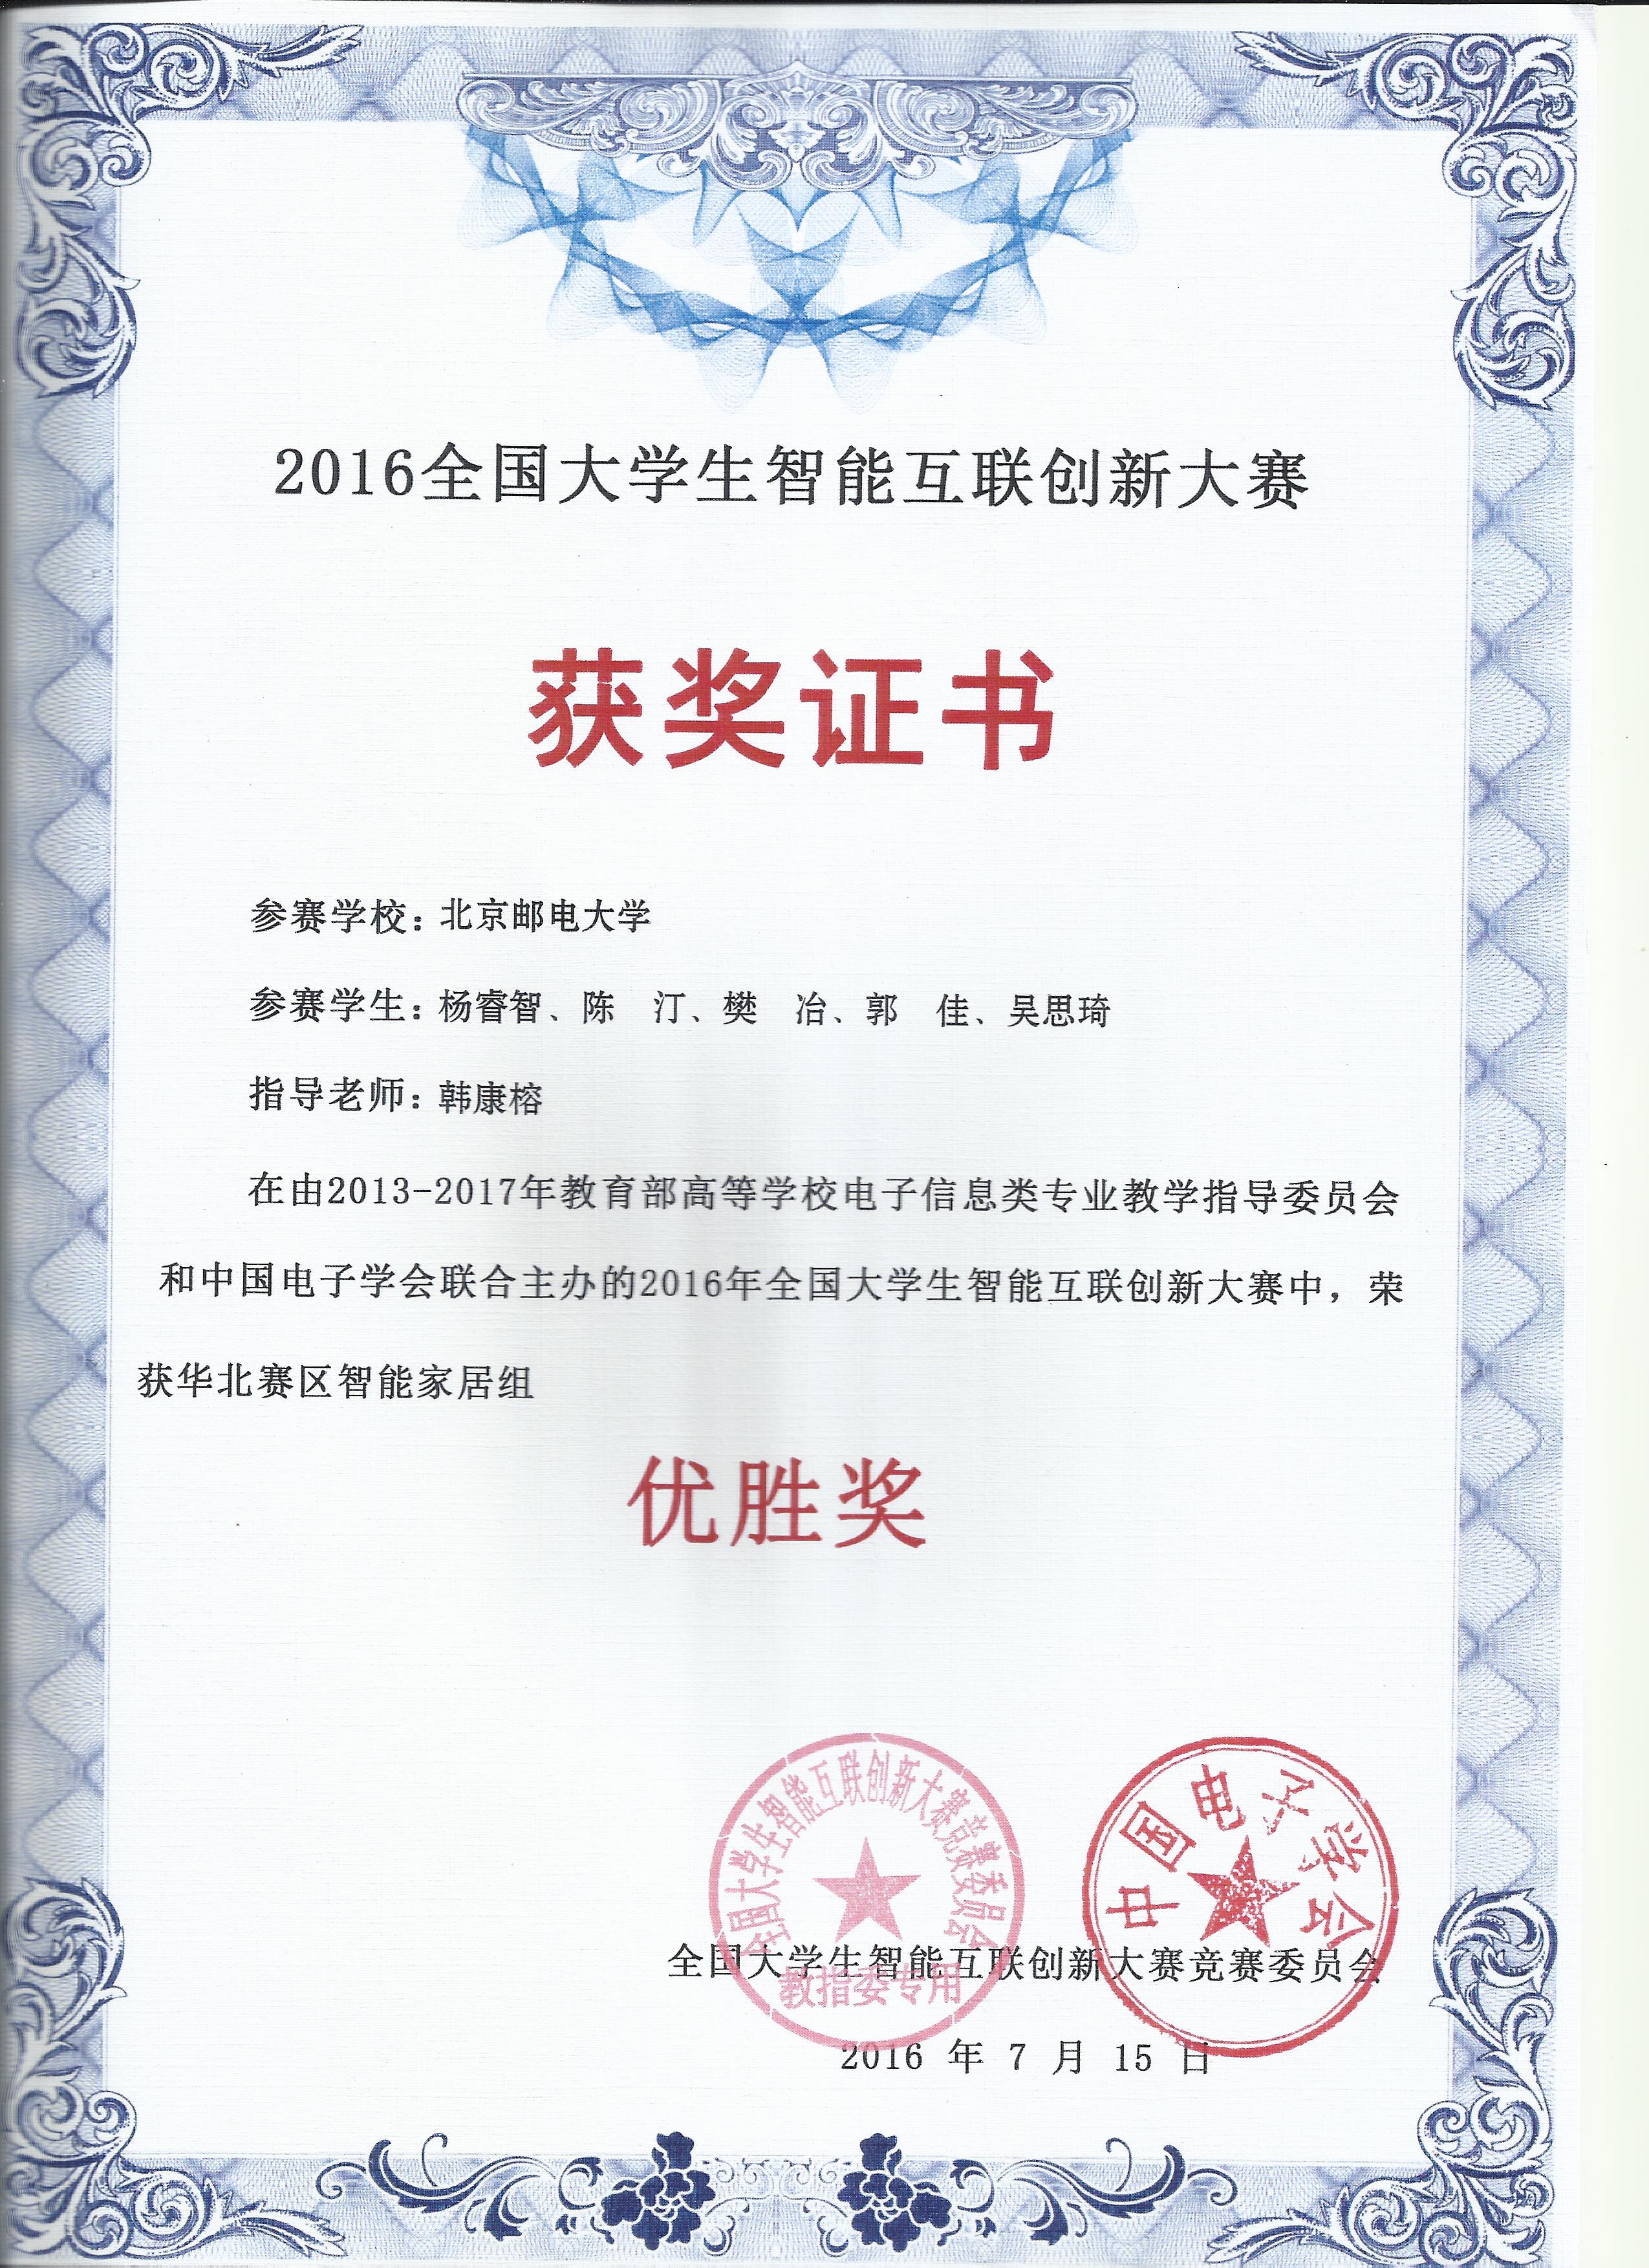 2016全国大学生智能互联创新大赛
获奖证书
参赛学校：北京邮电大学
参赛学生：杨睿智、陈　汀、樊　冶、郭　佳、吴思琦
指导老师：韩康榕
在由2013-2017年教育部高等学校电子信息类专业教学指导委员会
和中国电子学会联合主办的2016年全国大学生智能互联创新大赛中，荣
获华北赛区智能家居组
优胜奖
全国大学生智能互联创新大赛竞赛委员会
教指委专用
中国电子学会
全国大学生智能互联创新大赛竞赛委员会
2016 年 7 月 15 日